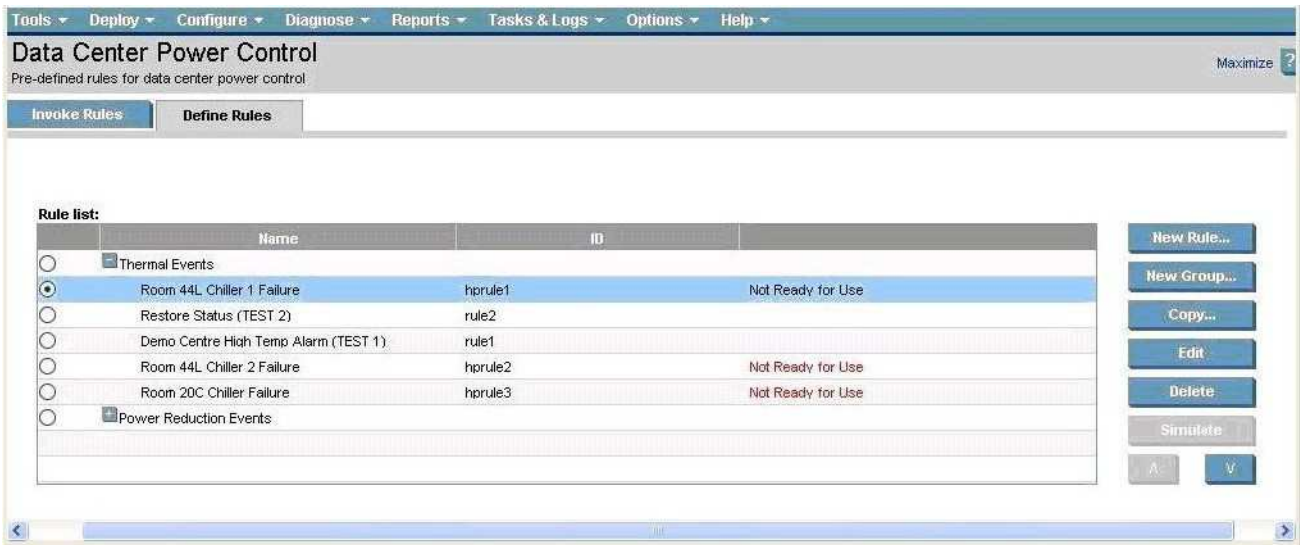 Tools Deploy Configure Diagnose Reports Tasks & Logs Options Help
Data Center Power Control
Pre-defined rules for data center power control
Maximize ?
Invoke Rules Define Rules
Rule list:
Name ID
Thermal Events
Room 44L Chiller 1 Failure hprule1 Not Ready for Use
Restore Status (TEST 2) rule2
Demo Centre High Temp Alarm (TEST 1) rule1
Room 44L Chiller 2 Failure hprule2 Not Ready for Use
Room 20C Chiller Failure hprule3 Not Ready for Use
Power Reduction Events
New Rule...
New Group...
Copy...
Edit
Delete
Simulate
A V